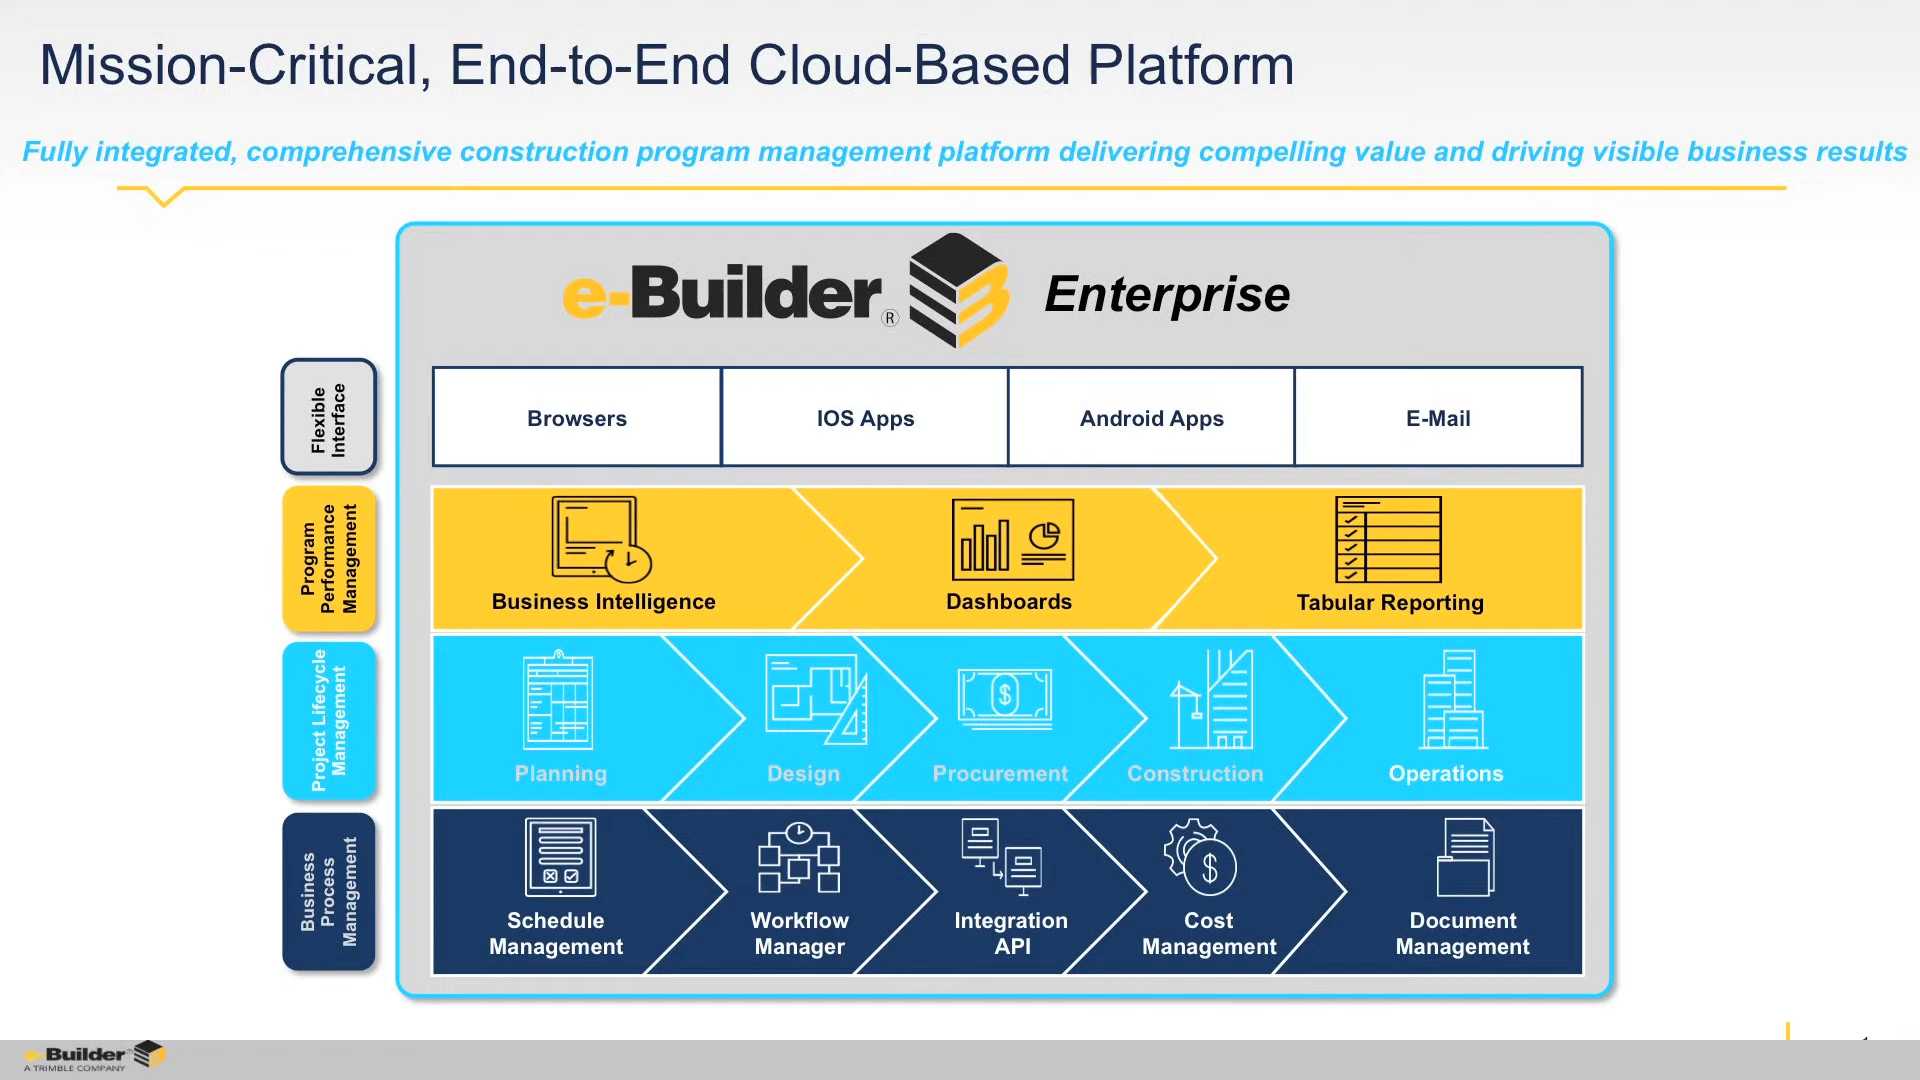 Mission-Critical, End-to-End Cloud-Based Platform
Fully integrated, comprehensive construction program management platform delivering compelling value and driving visible business results
e-Builder® Enterprise
Flexible
Interface
Browsers
IOS Apps
Android Apps
E-Mail
Program
Performance
Management
Business Intelligence
Dashboards
Tabular Reporting
Project Lifecycle
Management
Planning
Design
Procurement
Construction
Operations
Business
Process
Management
Schedule
Management
Workflow
Manager
Integration
API
Cost
Management
Document
Management
e-Builder
A TRIMBLE COMPANY